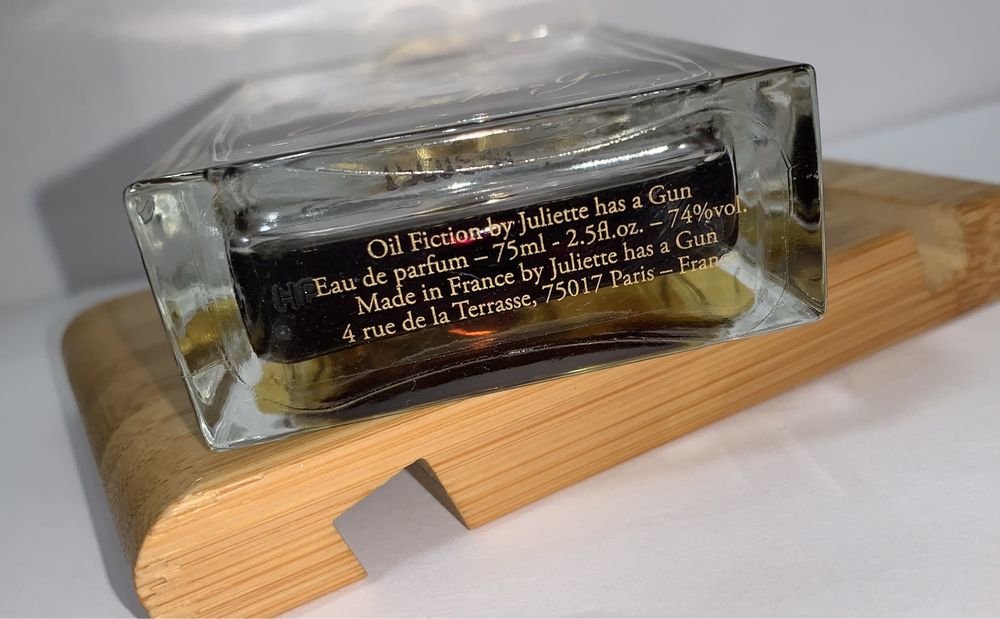 Oil Fiction by Juliette has a Gun
Eau de parfum – 75ml - 2.5fl.oz. – 74%vol.
Made in France by Juliette has a Gun
4 rue de la Terrasse, 75017 Paris – France